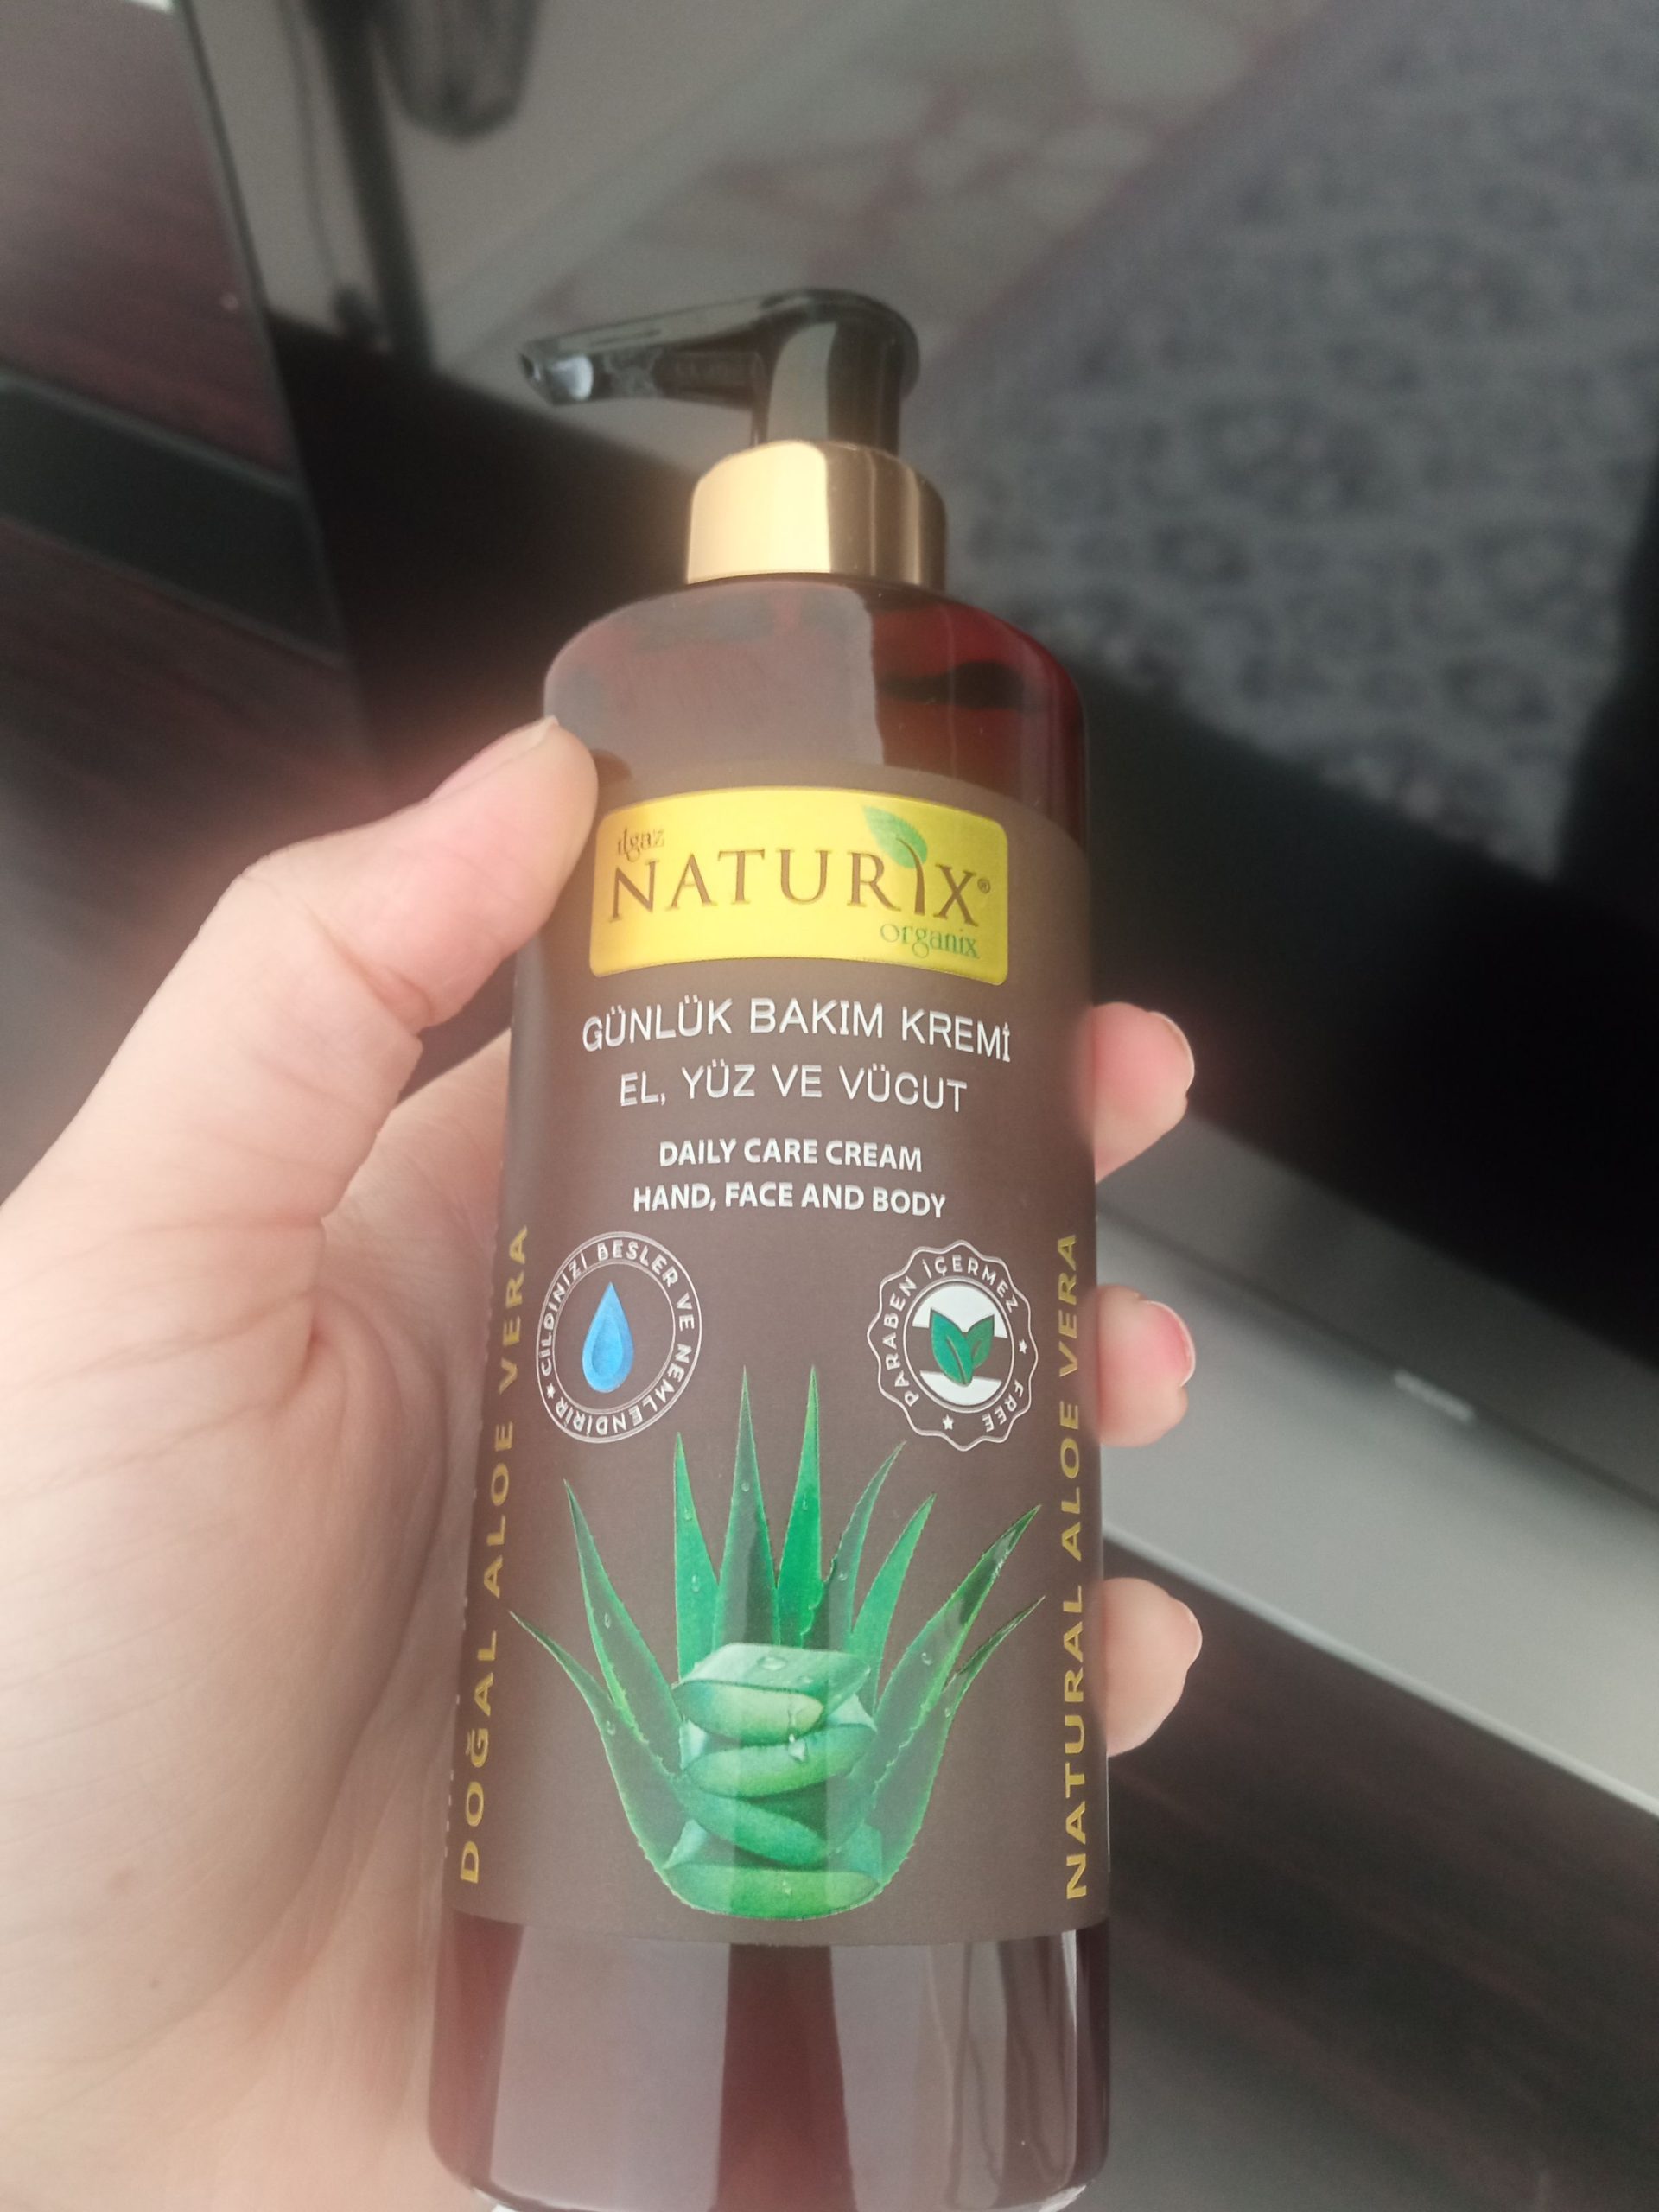 ılgaz
NATURIX®
organix
GÜNLÜK BAKIM KREMİ
EL, YÜZ VE VÜCUT
DAILY CARE CREAM
HAND, FACE AND BODY
CİLDİNİZİ BESLER VE NEMLENDİRİR
PARABEN İÇERMEZ
FREE
DOĞAL ALOE VERA
NATURAL ALOE VERA